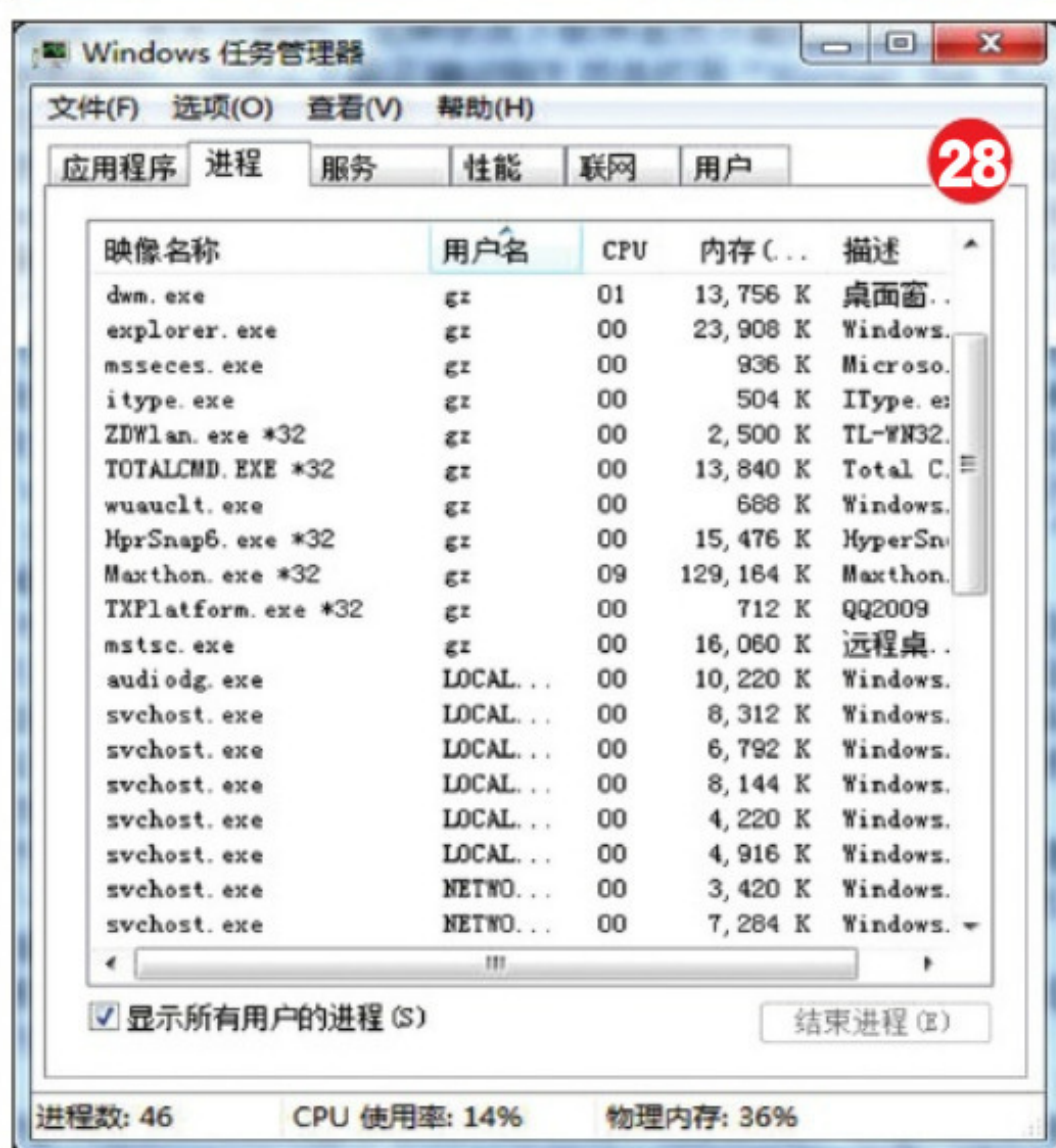 Windows 任务管理器
文件(F) 选项(O) 查看(V) 帮助(H)
应用程序 进程 服务 性能 联网 用户
28
映像名称 用户名 CPU 内存(... 描述
dwm.exe gz 01 13,756 K 桌面窗..
explorer.exe gz 00 23,908 K Windows.
msseces.exe gz 00 936 K Microso.
itype.exe gz 00 504 K IType.ex
ZDWlan.exe *32 gz 00 2,500 K TL-WN32.
TOTALCMD.EXE *32 gz 00 13,840 K Total C.
wuauclt.exe gz 00 688 K Windows.
HprSnap6.exe *32 gz 00 15,476 K HyperSn
Maxthon.exe *32 gz 09 129,164 K Maxthon.
TXPlatform.exe *32 gz 00 712 K QQ2009
mstsc.exe gz 00 16,060 K 远程桌..
audiodg.exe LOCAL... 00 10,220 K Windows.
svchost.exe LOCAL... 00 8,312 K Windows.
svchost.exe LOCAL... 00 6,792 K Windows.
svchost.exe LOCAL... 00 8,144 K Windows.
svchost.exe LOCAL... 00 4,220 K Windows.
svchost.exe LOCAL... 00 4,916 K Windows.
svchost.exe NETWO... 00 3,420 K Windows.
svchost.exe NETWO... 00 7,284 K Windows.
显示所有用户的进程(S) 结束进程(E)
进程数: 46 CPU 使用率: 14% 物理内存: 36%